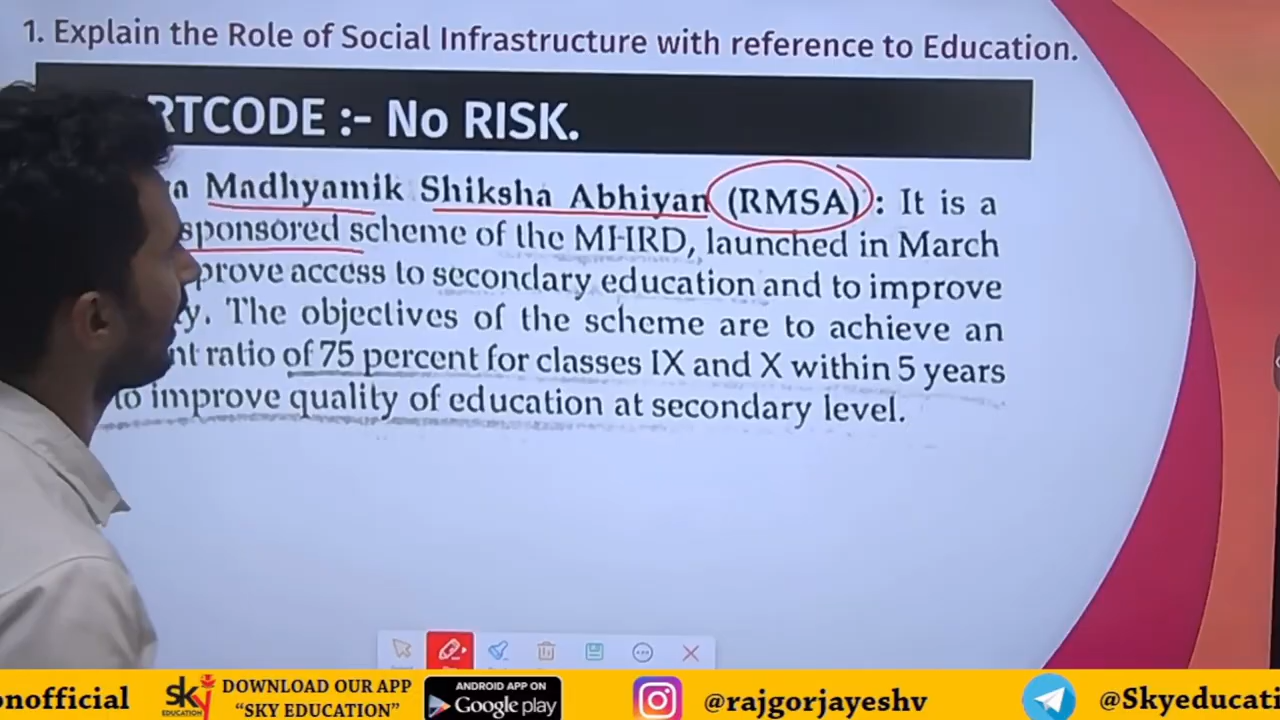 1. Explain the Role of Social Infrastructure with reference to Education.
RTCODE :- No RISK.
a Madhyamik Shiksha Abhiyan (RMSA) : It is a
sponsored scheme of the MHRD, launched in March
prove access to secondary education and to improve
y. The objectives of the scheme are to achieve an
nt ratio of 75 percent for classes IX and X within 5 years
to improve quality of education at secondary level.
onofficial
sky
EDUCATION
DOWNLOAD OUR APP
“SKY EDUCATION”
ANDROID APP ON
Google play
@rajgorjayeshv
@Skyeducati